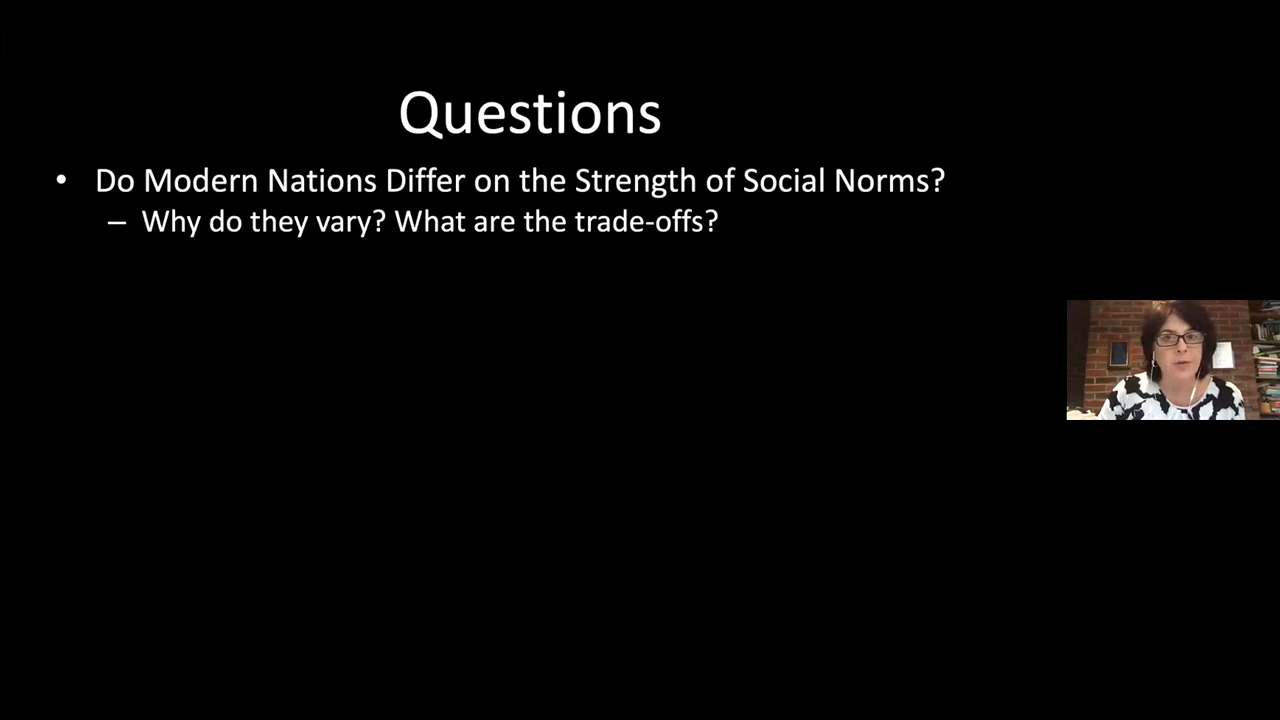 Questions
• Do Modern Nations Differ on the Strength of Social Norms?
– Why do they vary? What are the trade-offs?